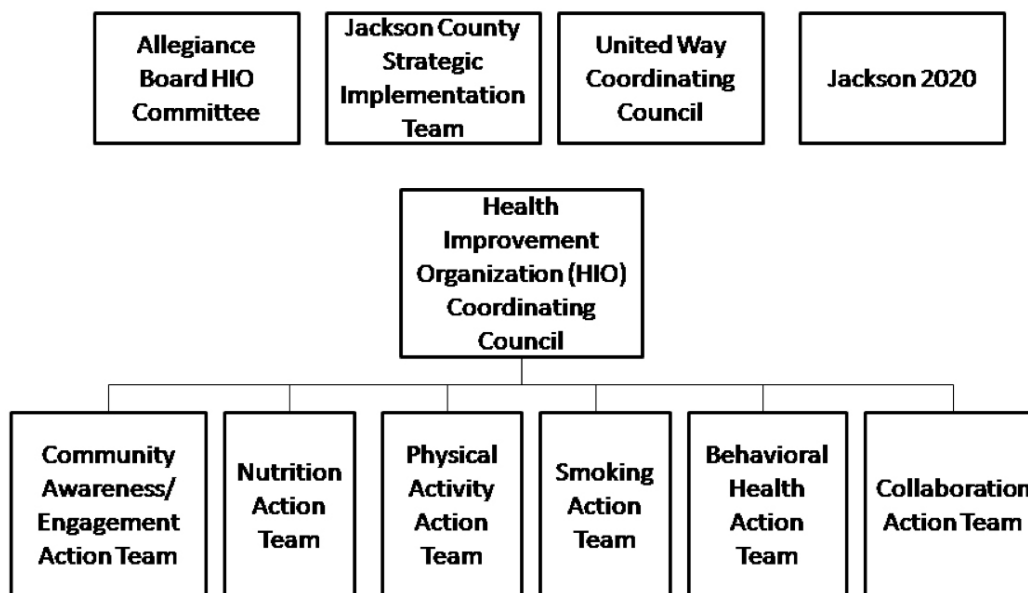 Allegiance
Board HIO
Committee
Jackson County
Strategic
Implementation
Team
United Way
Coordinating
Council
Jackson 2020
Health
Improvement
Organization (HIO)
Coordinating
Council
Community
Awareness/
Engagement
Action Team
Nutrition
Action
Team
Physical
Activity
Action
Team
Smoking
Action
Team
Behavioral
Health
Action
Team
Collaboration
Action Team